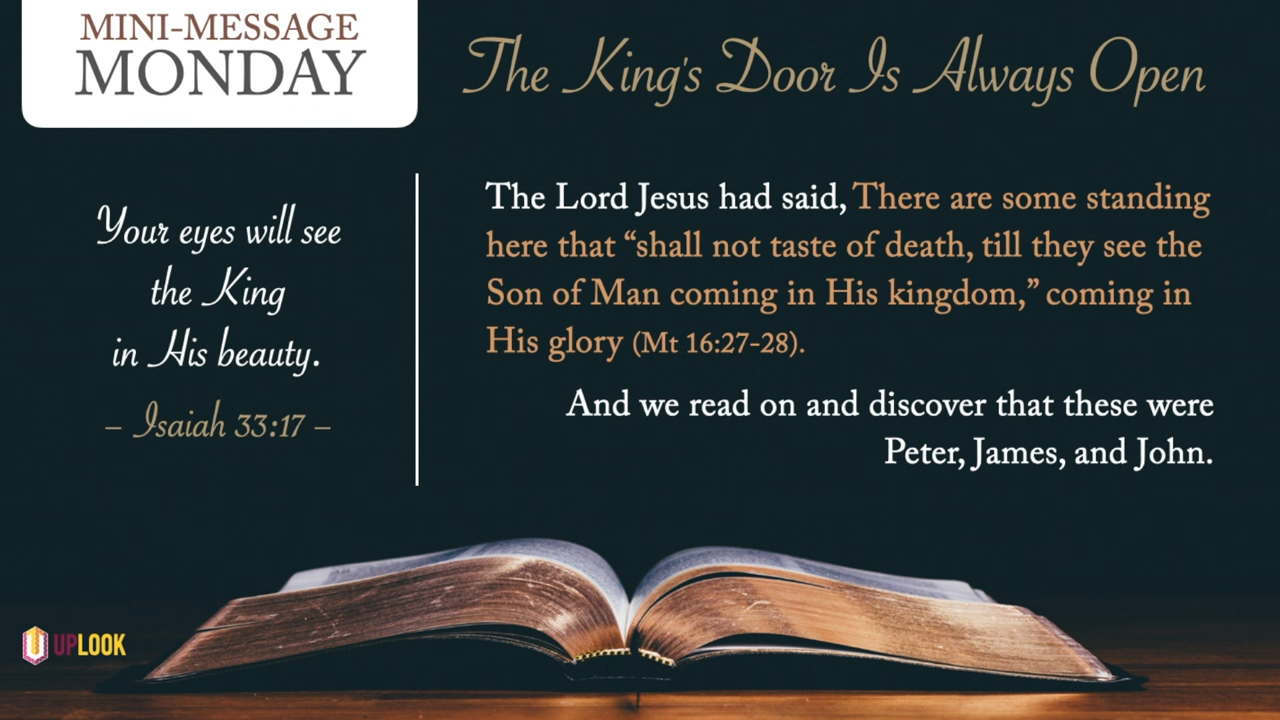 MINI-MESSAGE
MONDAY
The King's Door Is Always Open
Your eyes will see
the King
in His beauty.
– Isaiah 33:17 –
The Lord Jesus had said, There are some standing
here that “shall not taste of death, till they see the
Son of Man coming in His kingdom,” coming in
His glory (Mt 16:27-28).
And we read on and discover that these were
Peter, James, and John.
UPLOOK